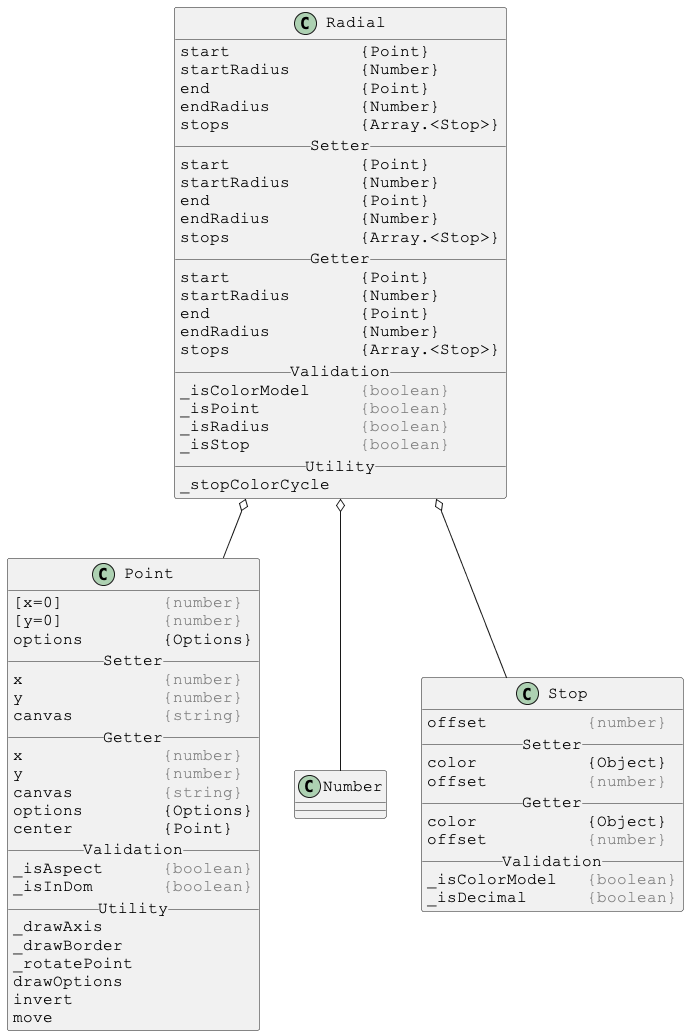 C Radial
start {Point}
startRadius {Number}
end {Point}
endRadius {Number}
stops {Array.<Stop>}
Setter
start {Point}
startRadius {Number}
end {Point}
endRadius {Number}
stops {Array.<Stop>}
Getter
start {Point}
startRadius {Number}
end {Point}
endRadius {Number}
stops {Array.<Stop>}
Validation
_isColorModel {boolean}
_isPoint {boolean}
_isRadius {boolean}
_isStop {boolean}
Utility
_stopColorCycle
C Point
[x=0] {number}
[y=0] {number}
options {Options}
Setter
x {number}
y {number}
canvas {string}
Getter
x {number}
y {number}
canvas {string}
options {Options}
center {Point}
Validation
_isAspect {boolean}
_isInDom {boolean}
Utility
_drawAxis
_drawBorder
_rotatePoint
drawOptions
invert
move
C Number
C Stop
offset {number}
Setter
color {Object}
offset {number}
Getter
color {Object}
offset {number}
Validation
_isColorModel {boolean}
_isDecimal {boolean}